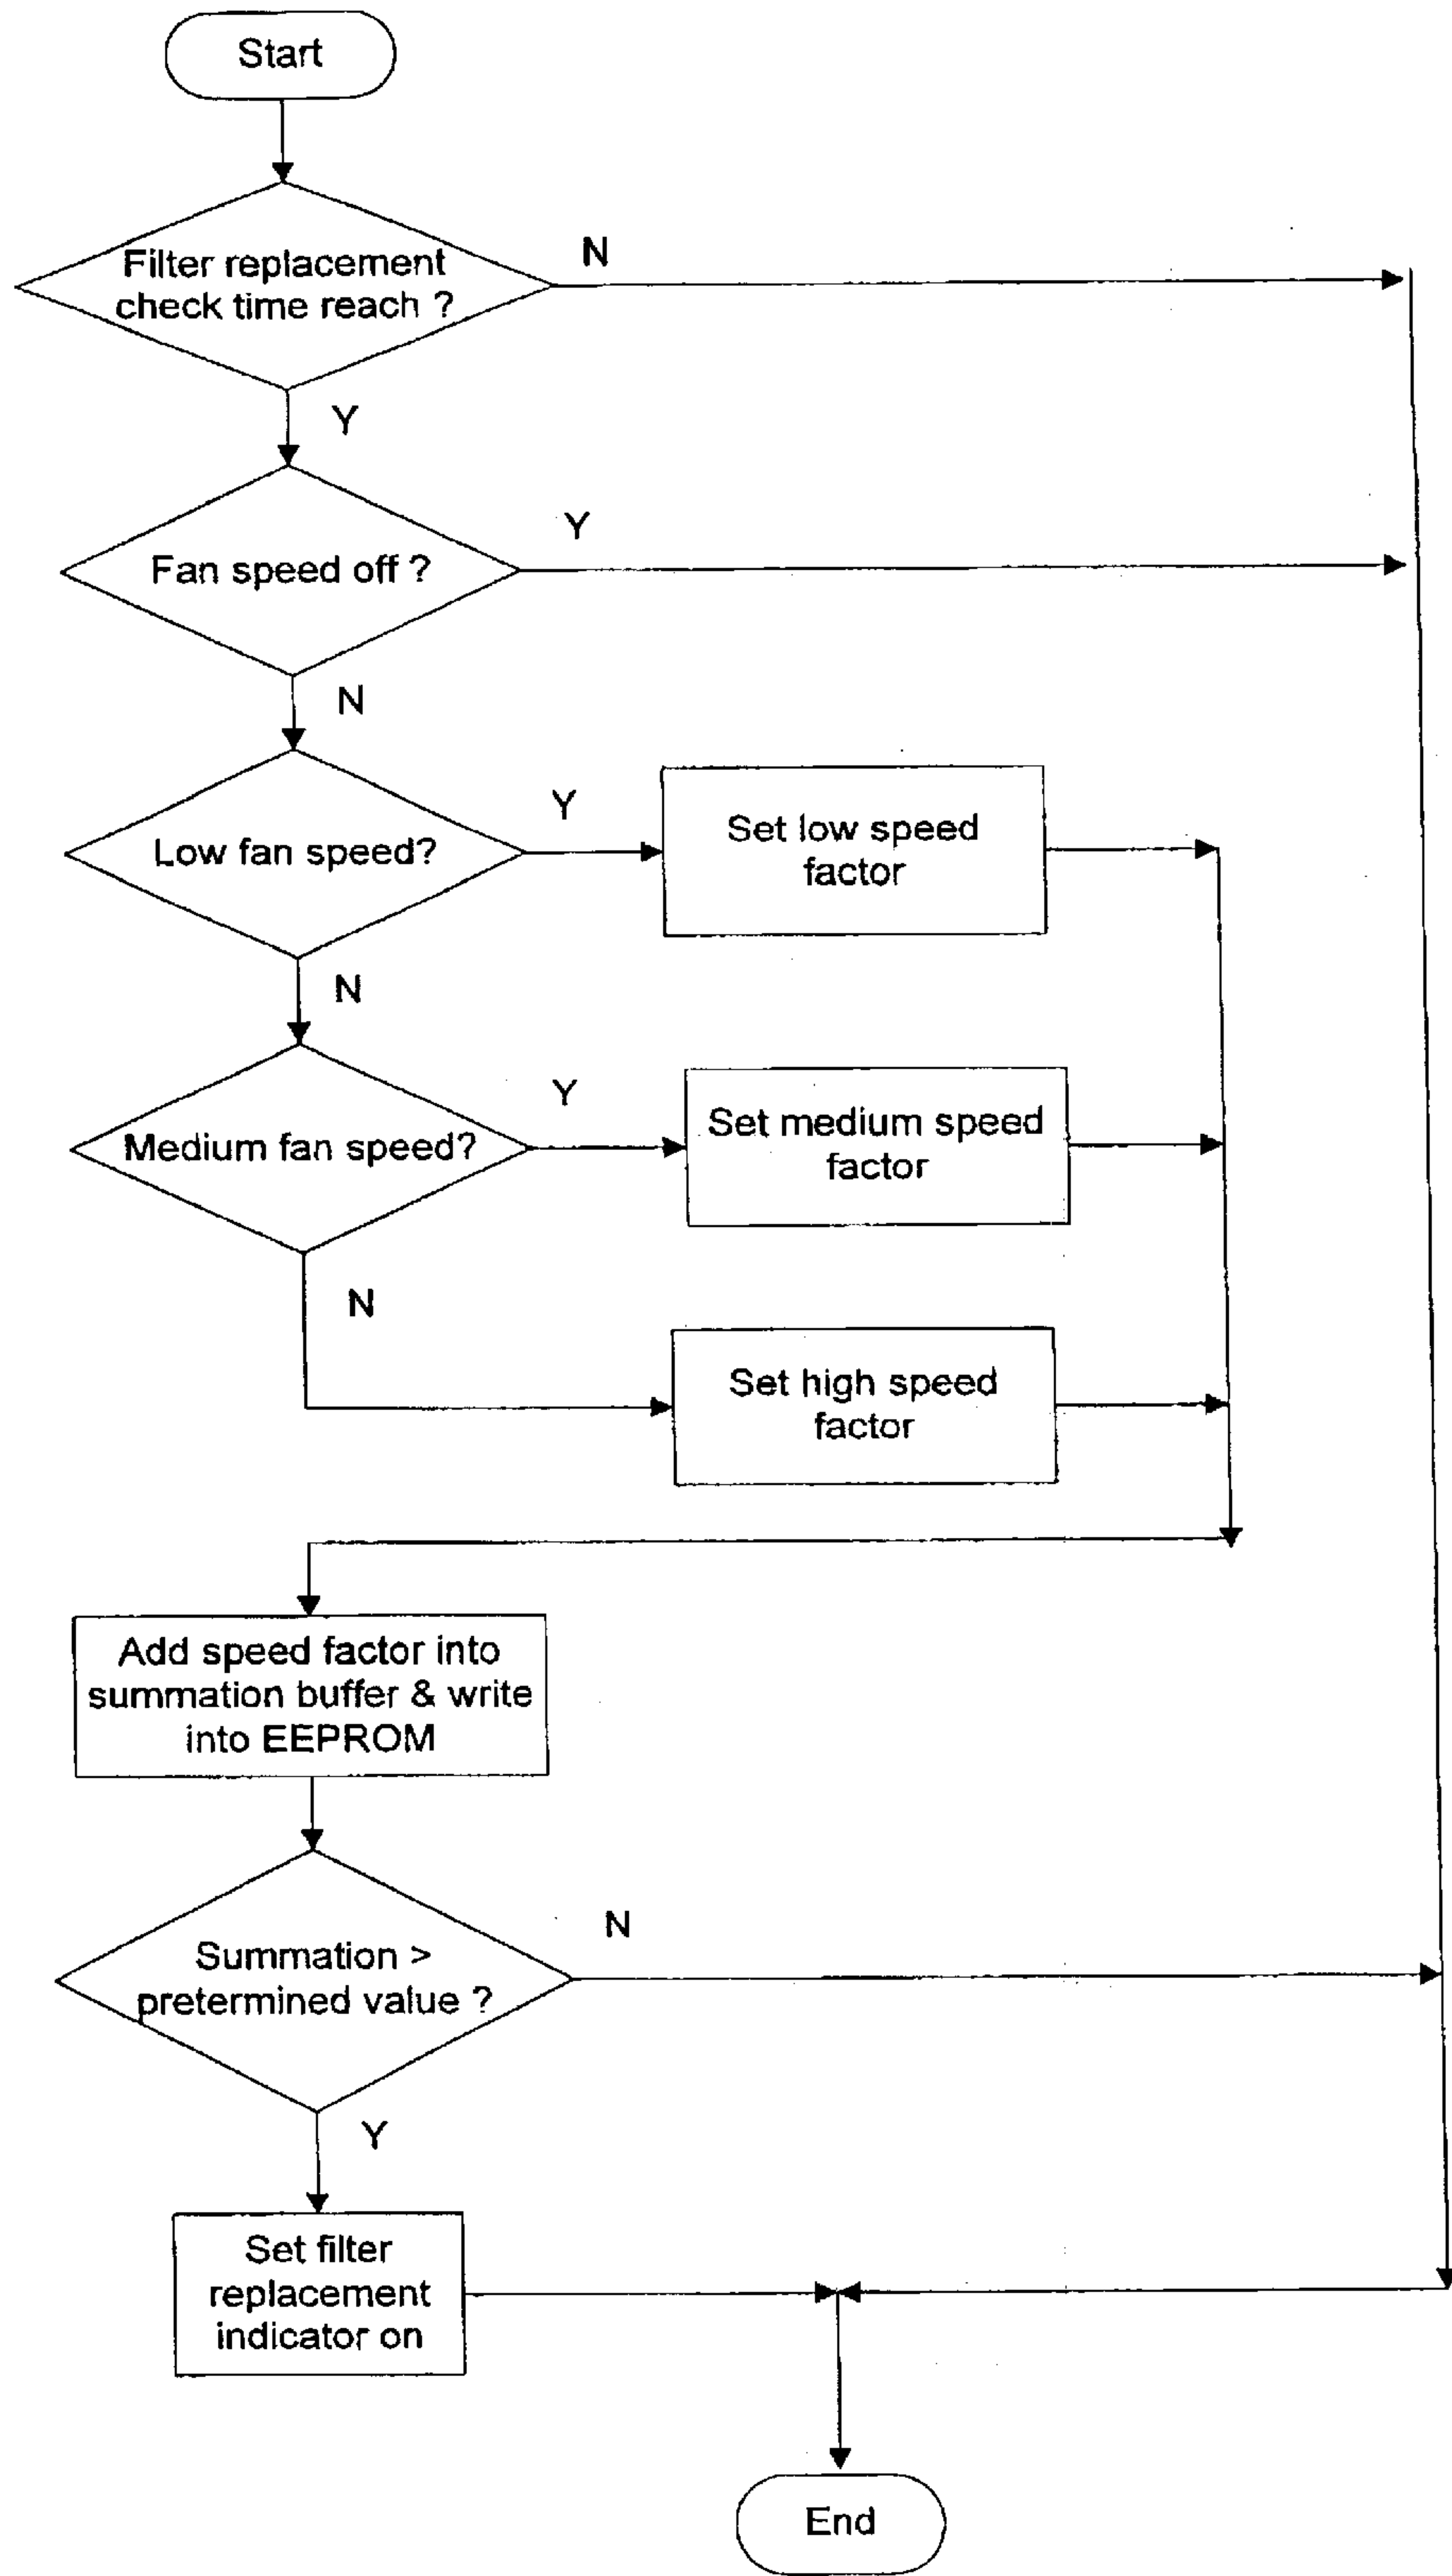 Start
Filter replacement
check time reach ?
N
Y
Fan speed off ?
Y
N
Low fan speed?
Y
Set low speed
factor
N
Medium fan speed?
Y
Set medium speed
factor
N
Set high speed
factor
Add speed factor into
summation buffer & write
into EEPROM
Summation >
pretermined value ?
N
Y
Set filter
replacement
indicator on
End